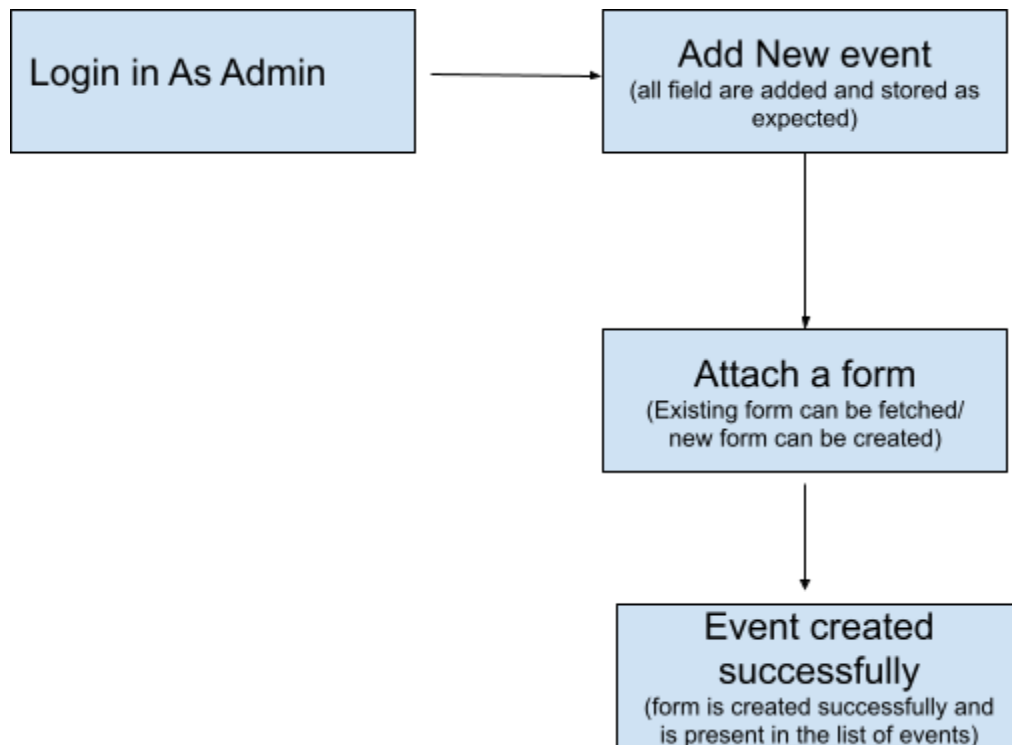 Login in As Admin
Add New event
(all field are added and stored as
expected)
Attach a form
(Existing form can be fetched/
new form can be created)
Event created
successfully
(form is created successfully and
is present in the list of events)